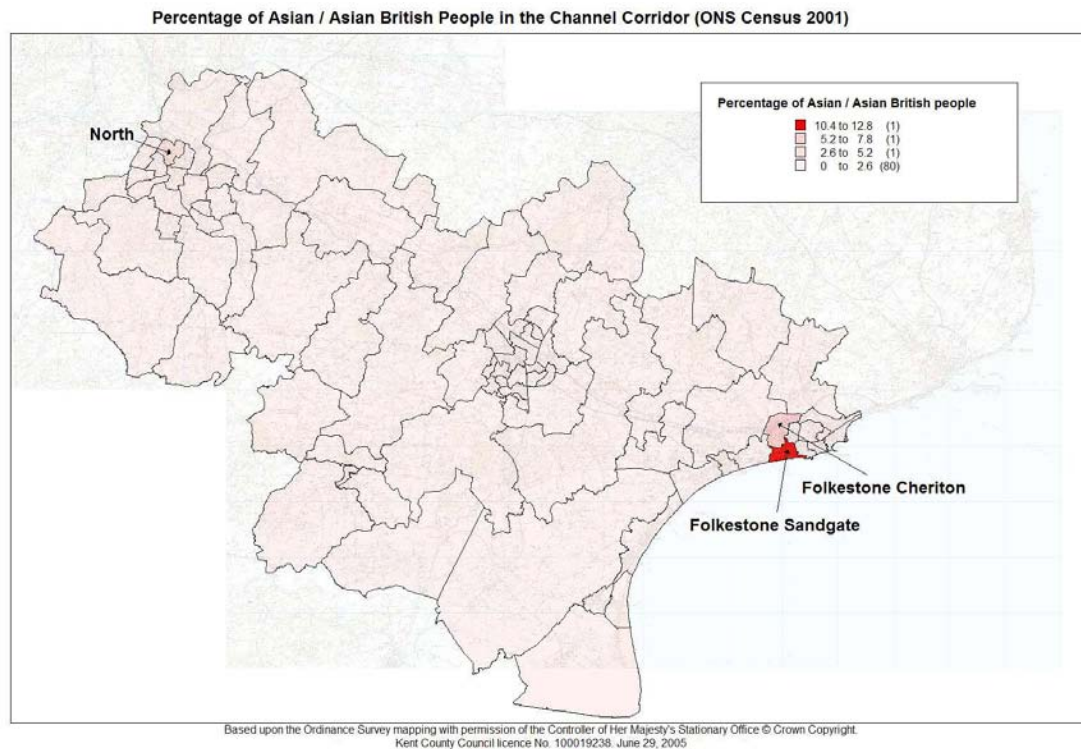 Percentage of Asian / Asian British People in the Channel Corridor (ONS Census 2001)
Percentage of Asian / Asian British people
10.4 to 12.8 (1)
5.2 to 7.8 (1)
2.6 to 5.2 (1)
0 to 2.6 (80)
North
Folkestone Cheriton
Folkestone Sandgate
Based upon the Ordnance Survey mapping with permission of the Controller of Her Majesty's Stationary Office © Crown Copyright.
Kent County Council licence No. 100019238. June 29, 2005